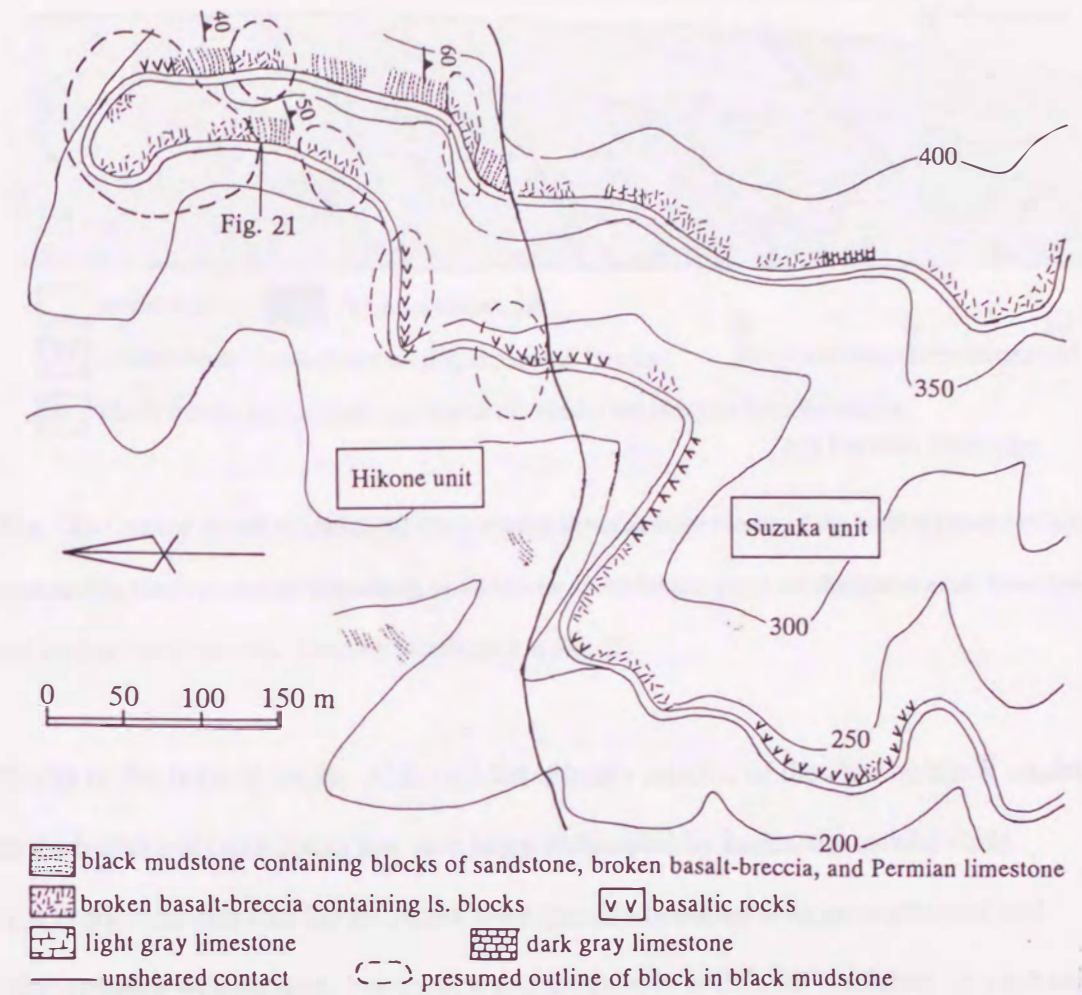 40
60
50
400
Fig. 21
350
Hikone unit
Suzuka unit
300
0 50 100 150 m
250
200
black mudstone containing blocks of sandstone, broken basalt-breccia, and Permian limestone
broken basalt-breccia containing ls. blocks
v v basaltic rocks
light gray limestone
dark gray limestone
unsheared contact
presumed outline of block in black mudstone